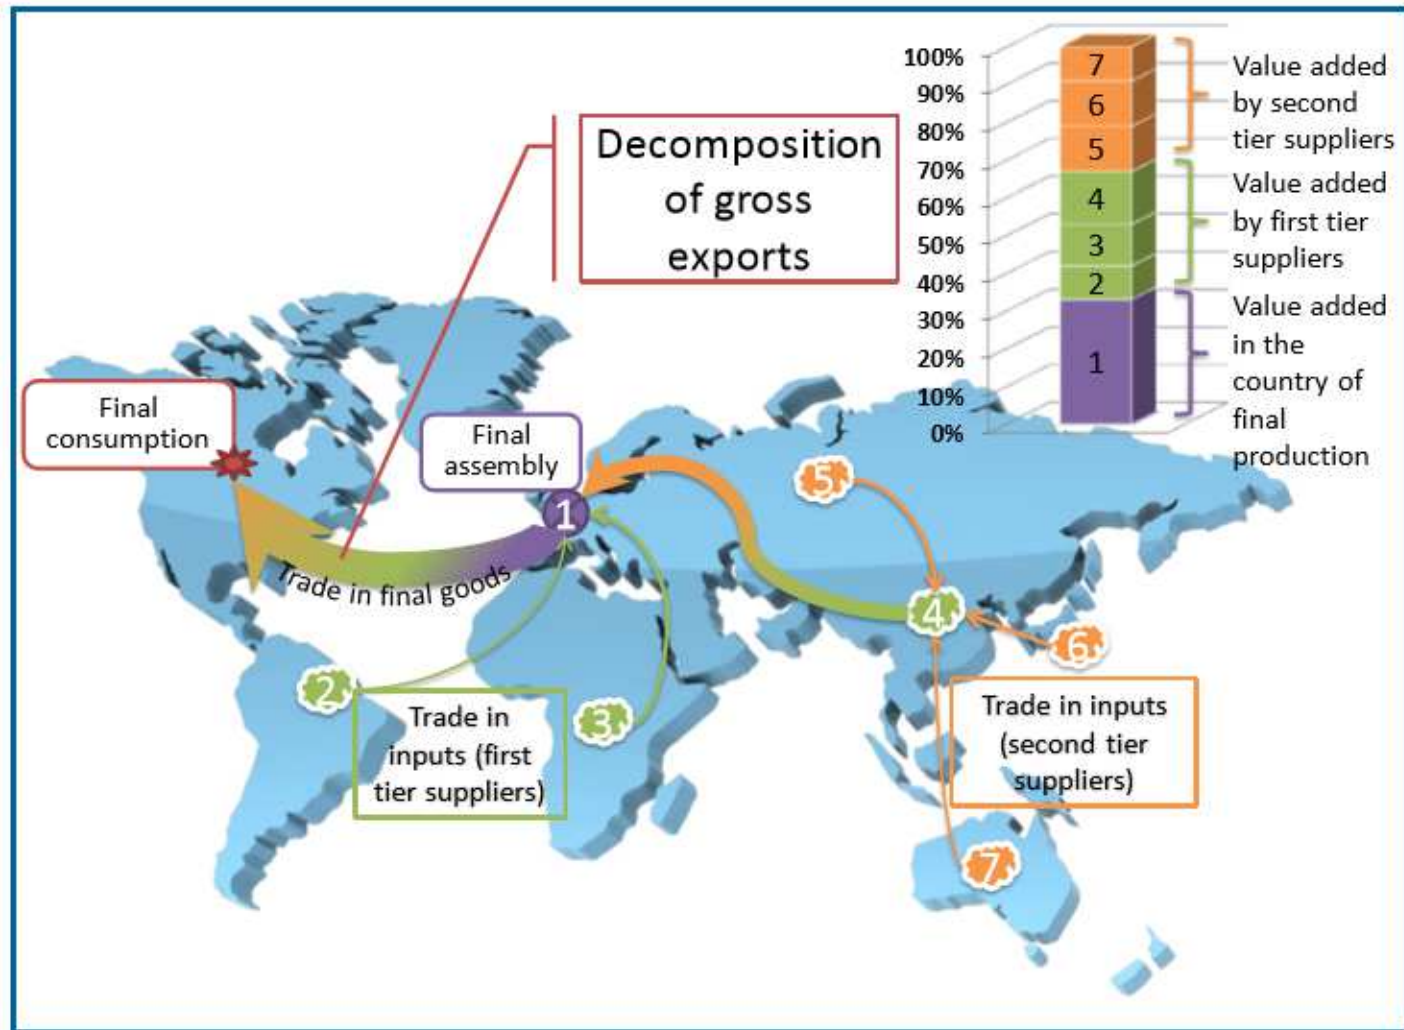 Decomposition
of gross
exports
100%
90%
80%
70%
60%
50%
40%
30%
20%
10%
0%
7
6
5
4
3
2
1
Value added
by second
tier suppliers
Value added
by first tier
suppliers
Value added
in the
country of
final
production
Final
consumption
Final
assembly
1
5
Trade in final goods
4
6
2
3
Trade in
inputs (first
tier suppliers)
Trade in inputs
(second tier
suppliers)
7